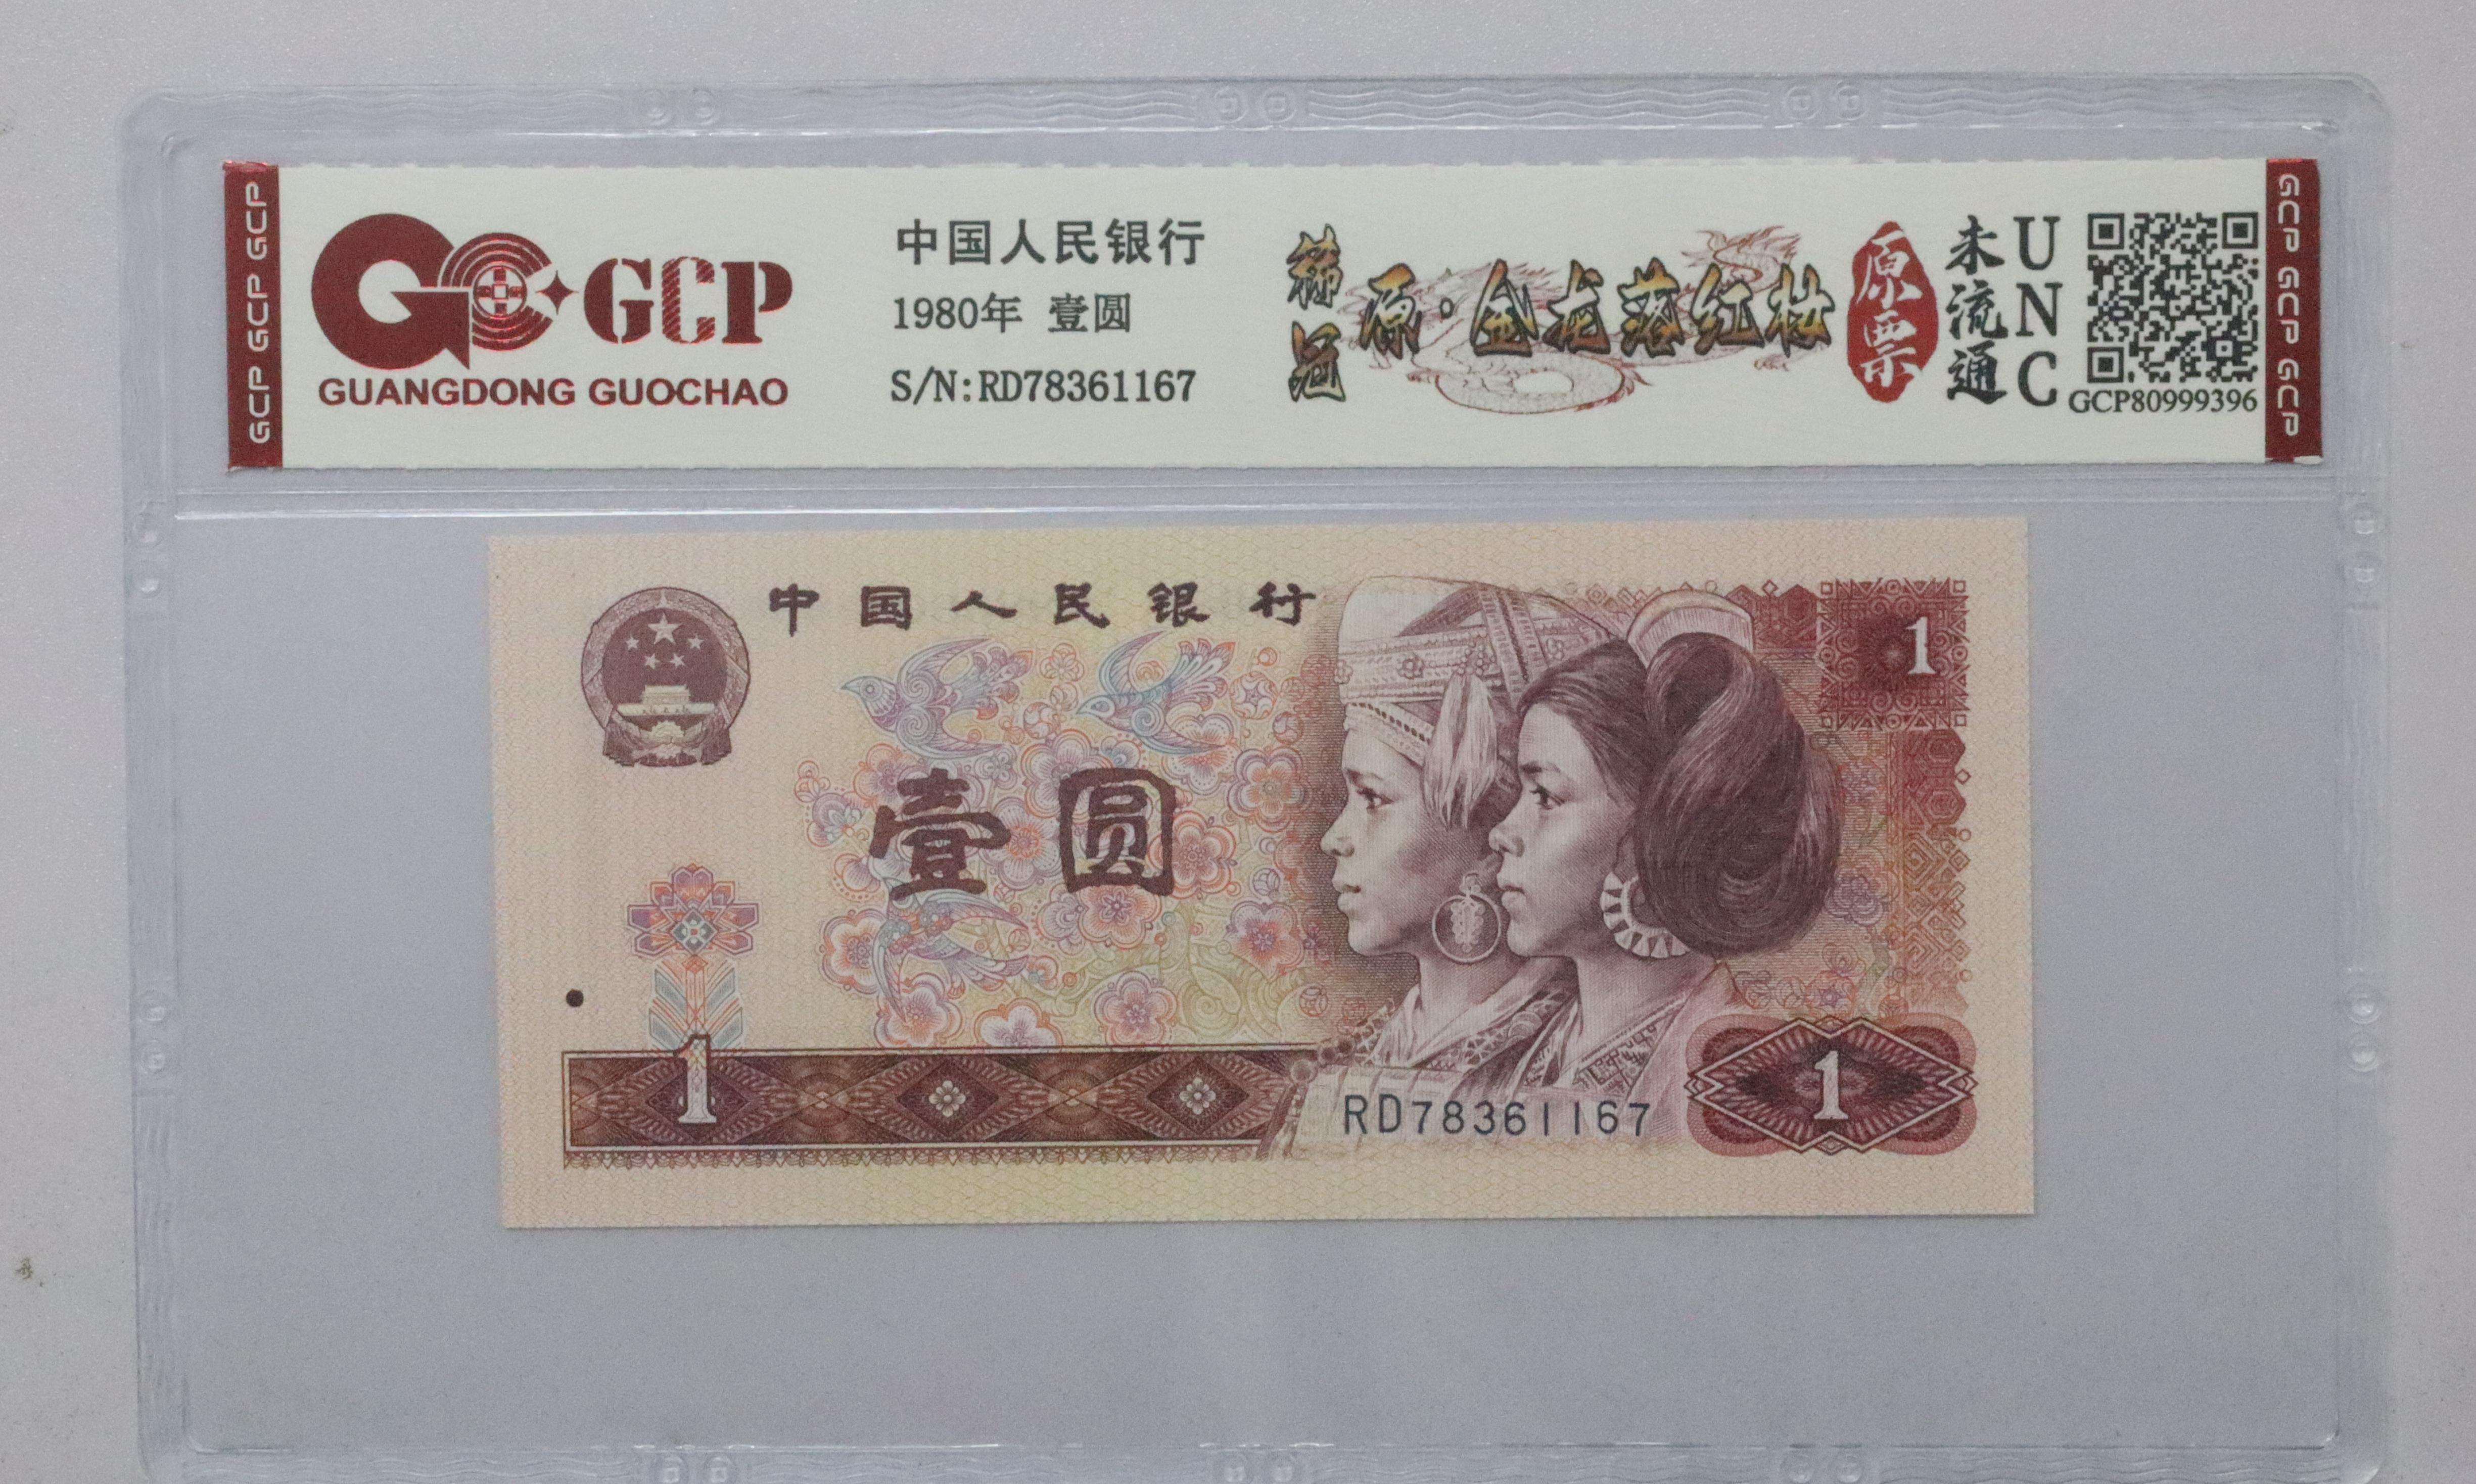 GCP GCP GCP
GCP
GUANGDONG GUOCHAO
中国人民银行
1980年 壹圆
S/N:RD78361167
稀冠
原·金龙落红妆
原票
未流通
UNC
GCP80999396
GCP GCP GCP
中国人民银行
1
壹圆
1
RD78361167
1